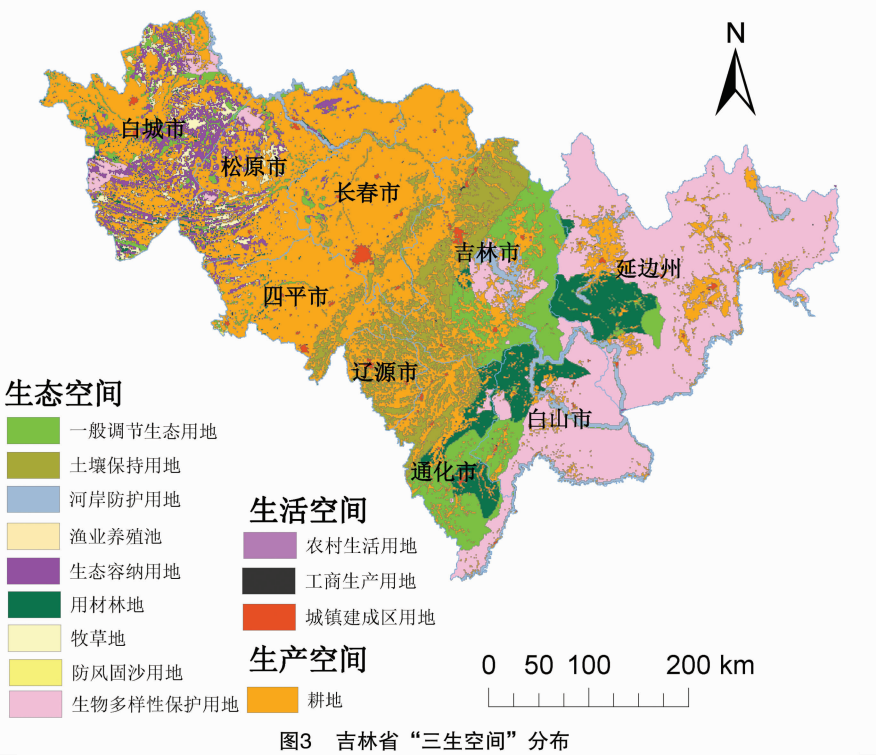 N
白城市
松原市
长春市
吉林市
延边州
四平市
辽源市
白山市
通化市
生态空间
一般调节生态用地
土壤保持用地
河岸防护用地
渔业养殖池
生态容纳用地
用材林地
牧草地
防风固沙用地
生物多样性保护用地
生活空间
农村生活用地
工商生产用地
城镇建成区用地
生产空间
耕地
0 50 100 200 km
图3 吉林省“三生空间”分布